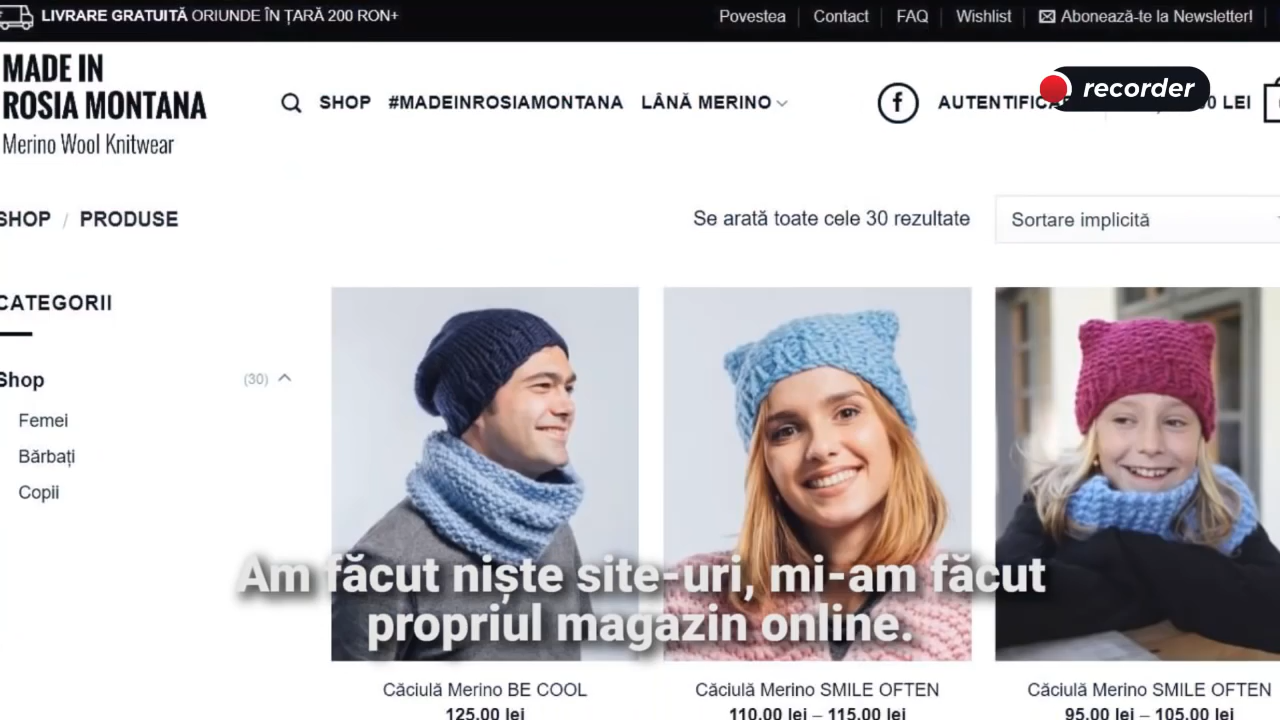 LIVRARE GRATUITĂ ORIUNDE ÎN ȚARĂ 200 RON+
Povestea
Contact
FAQ
Wishlist
Abonează-te la Newsletter!
MADE IN
ROSIA MONTANA
Merino Wool Knitwear
SHOP
#MADEINROSIAMONTANA
LÂNĂ MERINO
f
recorder
LEI
SHOP / PRODUSE
Se arată toate cele 30 rezultate
Sortare implicită
CATEGORII
Shop
(30)
Femei
Bărbați
Copii
Am făcut niște site-uri, mi-am făcut
propriul magazin online.
Căciulă Merino BE COOL
125,00 lei
Căciulă Merino SMILE OFTEN
110,00 lei – 115,00 lei
Căciulă Merino SMILE OFTEN
95,00 lei – 105,00 lei